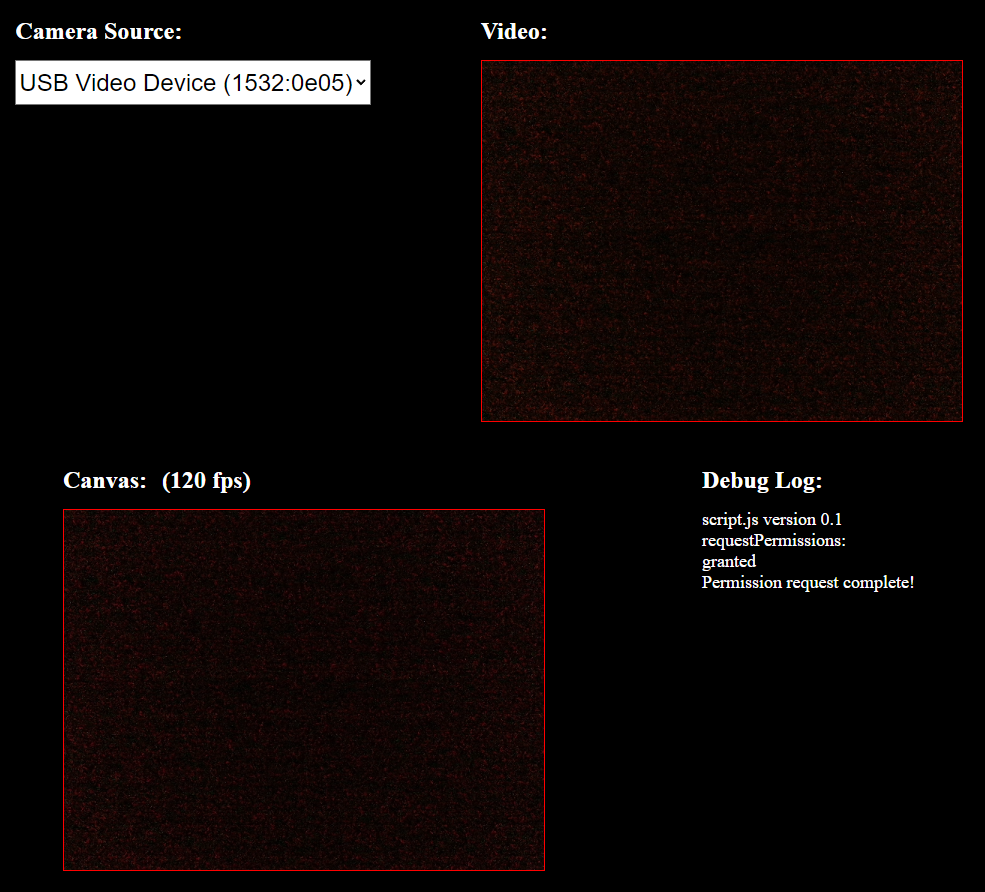 Camera Source:
Video:
USB Video Device (1532:0e05)
Canvas: (120 fps)
Debug Log:
script.js version 0.1
requestPermissions:
granted
Permission request complete!